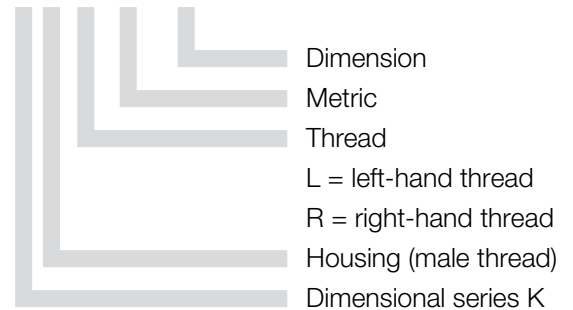 Dimension
Metric
Thread
L = left-hand thread
R = right-hand thread
Housing (male thread)
Dimensional series K